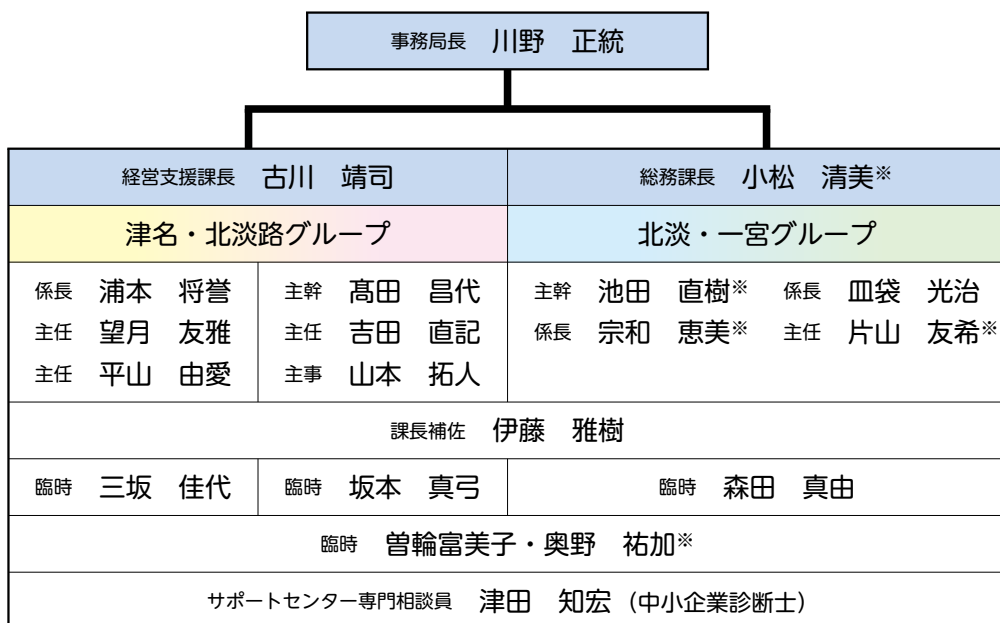 事務局長　川野　正統
経営支援課長　古川　靖司
総務課長　小松　清美※
津名・北淡路グループ
北淡・一宮グループ
係長　浦本　将誉
主任　望月　友雅
主任　平山　由愛
主幹　髙田　昌代
主任　吉田　直記
主事　山本　拓人
主幹　池田　直樹※　係長　皿袋　光治
係長　宗和　恵美※　主任　片山　友希※
課長補佐　伊藤　雅樹
臨時　三坂　佳代
臨時　坂本　真弓
臨時　森田　真由
臨時　曽輪富美子・奥野　祐加※
サポートセンター専門相談員　津田　知宏（中小企業診断士）